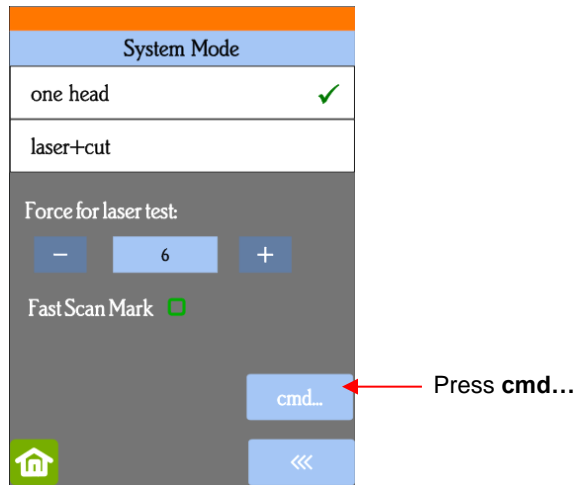 System Mode
one head
laser+cut
Force for laser test:
− 6 +
Fast Scan Mark
cmd... Press cmd…